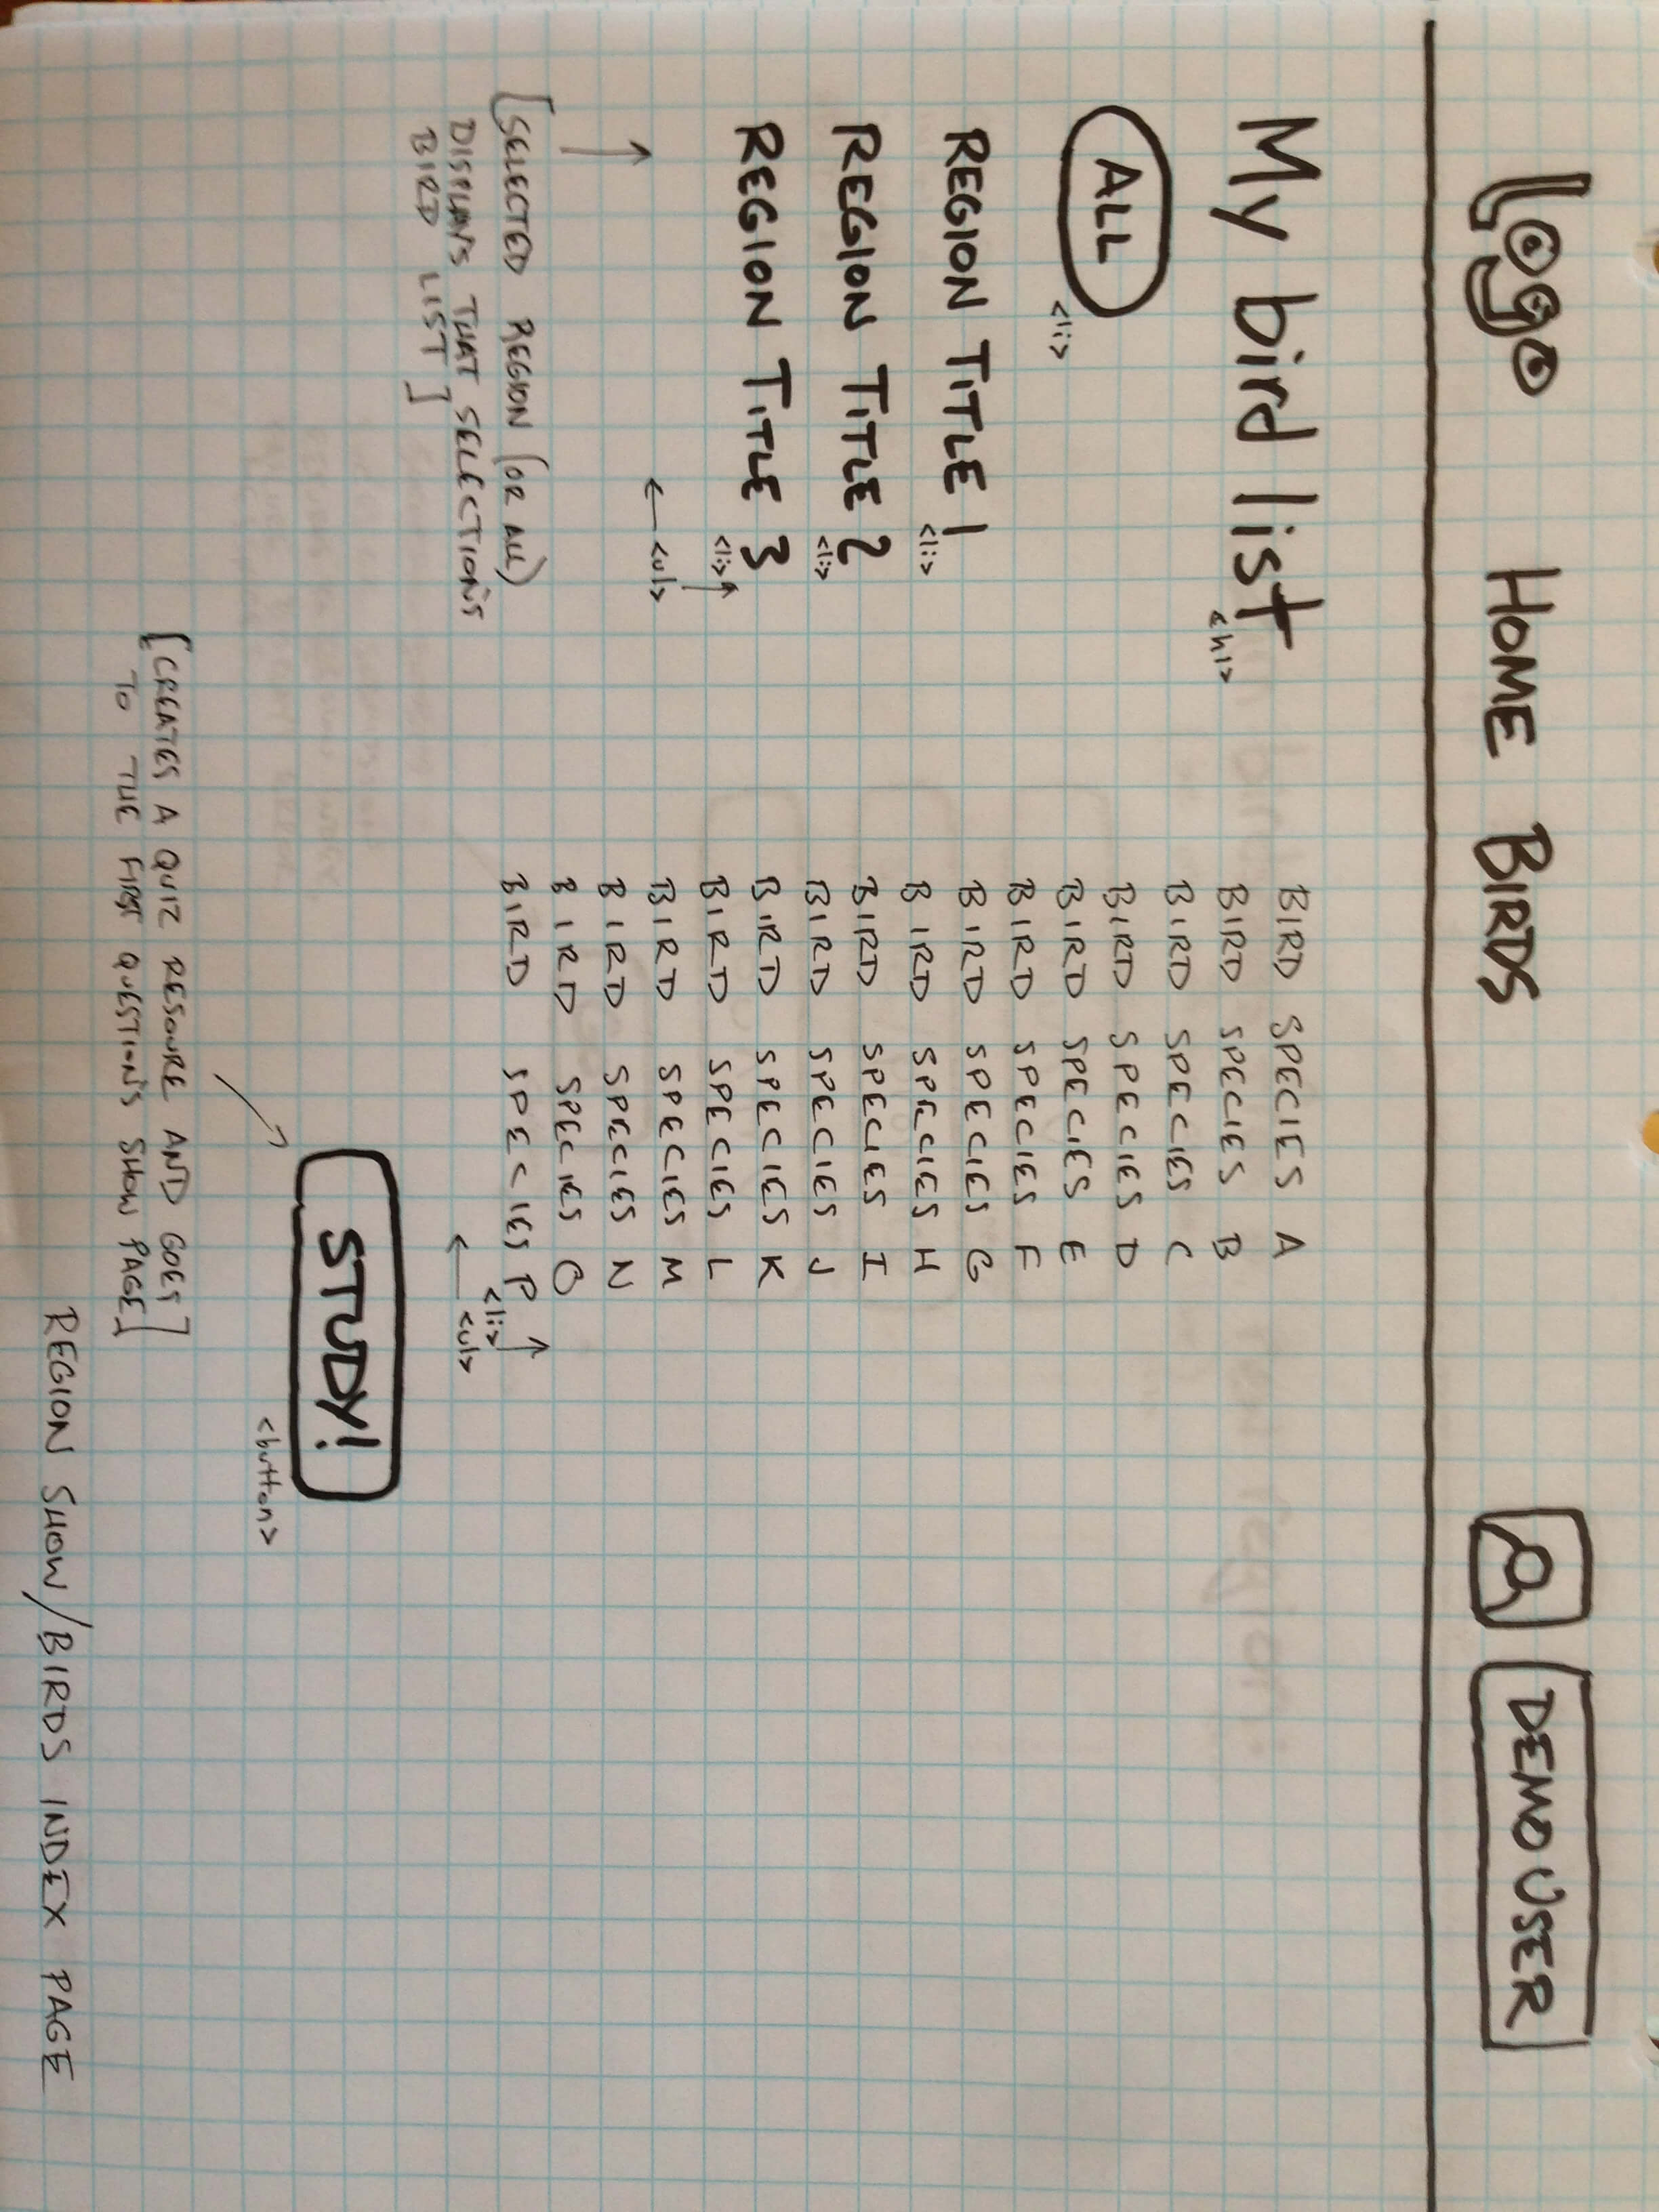 Logo HOME BIRDS DEMO USER
My bird list
<h1>
ALL
<li>
REGION TITLE 1
<li>
REGION TITLE 2
<li>
REGION TITLE 3
<li>
<ul>
[SELECTED REGION (OR ALL)
DISPLAYS THAT SELECTION'S
BIRD LIST]
BIRD SPECIES A
BIRD SPECIES B
BIRD SPECIES C
BIRD SPECIES D
BIRD SPECIES E
BIRD SPECIES F
BIRD SPECIES G
BIRD SPECIES H
BIRD SPECIES I
BIRD SPECIES J
BIRD SPECIES K
BIRD SPECIES L
BIRD SPECIES M
BIRD SPECIES N
BIRD SPECIES O
BIRD SPECIES P
<li>
<ul>
STUDY!
<button>
[CREATES A QUIZ RESOURE AND GOES
TO THE FIRST QUESTION'S SHOW PAGE]
REGION SHOW/BIRDS INDEX PAGE